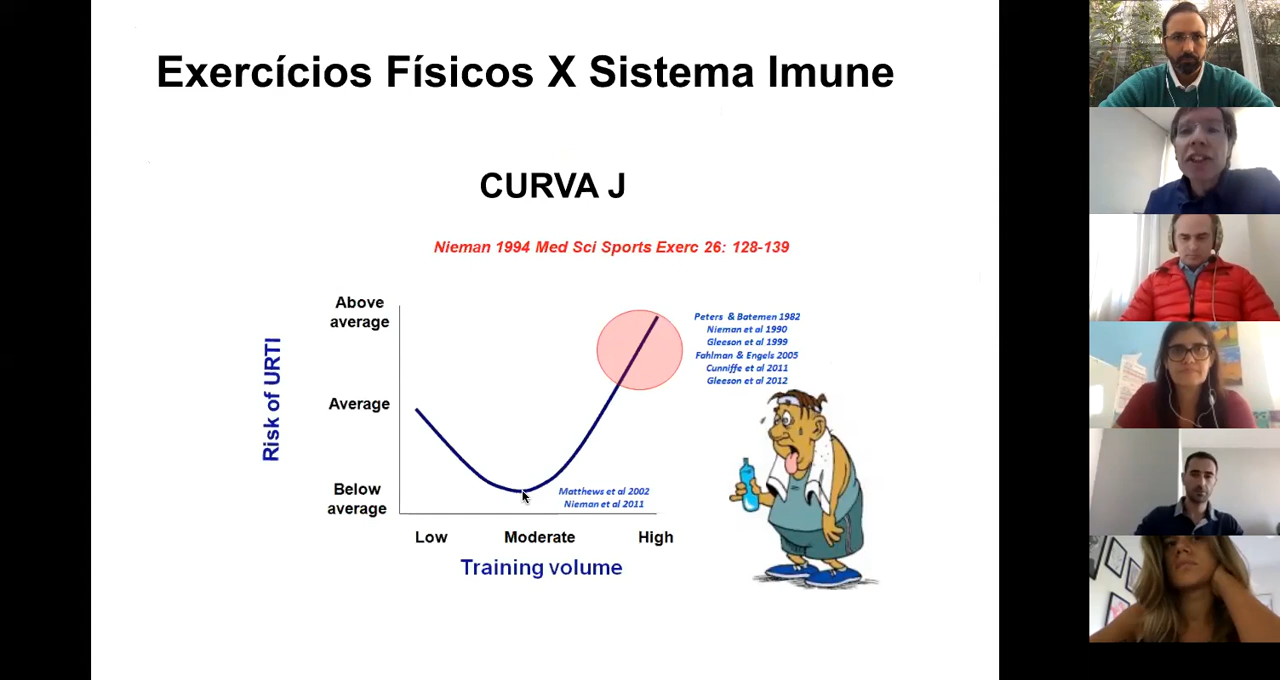 Exercícios Físicos X Sistema Imune
CURVA J
Nieman 1994 Med Sci Sports Exerc 26: 128-139
Above
average
Average
Below
average
Risk of URTI
Peters & Batemen 1982
Nieman et al 1990
Gleeson et al 1999
Fahlman & Engels 2005
Cunniffe et al 2011
Gleeson et al 2012
Matthews et al 2002
Nieman et al 2011
Low
Moderate
High
Training volume